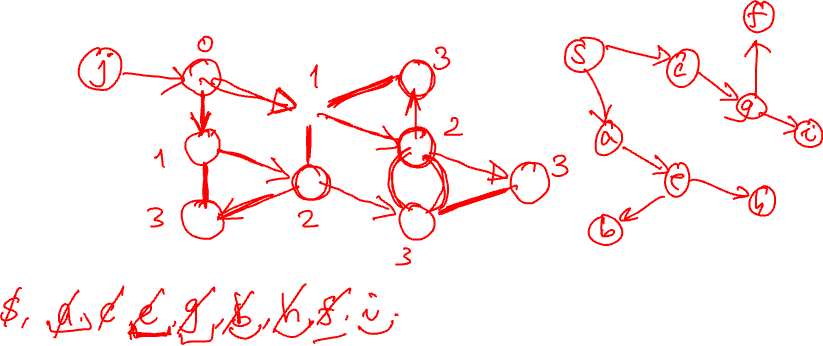 j 0 1 3
1 2 3 2 3
3
s c f g i
a e b h
s, a, c, e, g, b, h, f, i.